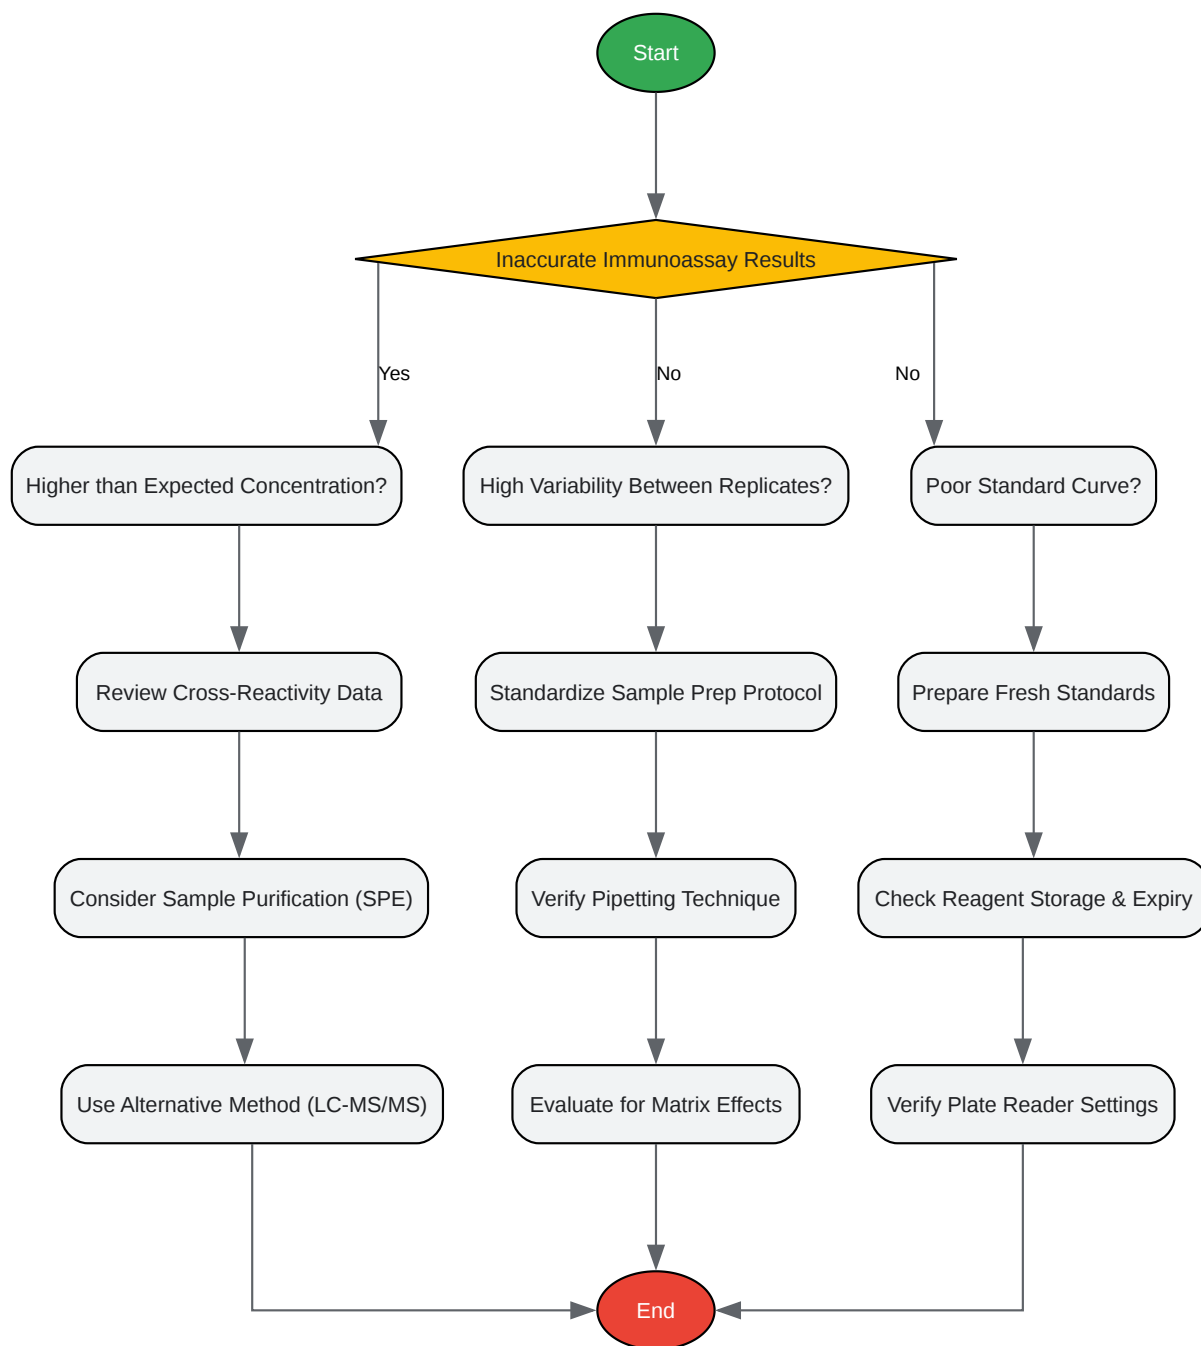 Start
Inaccurate Immunoassay Results
Yes
No
No
Higher than Expected Concentration?
High Variability Between Replicates?
Poor Standard Curve?
Review Cross-Reactivity Data
Standardize Sample Prep Protocol
Prepare Fresh Standards
Consider Sample Purification (SPE)
Verify Pipetting Technique
Check Reagent Storage & Expiry
Use Alternative Method (LC-MS/MS)
Evaluate for Matrix Effects
Verify Plate Reader Settings
End